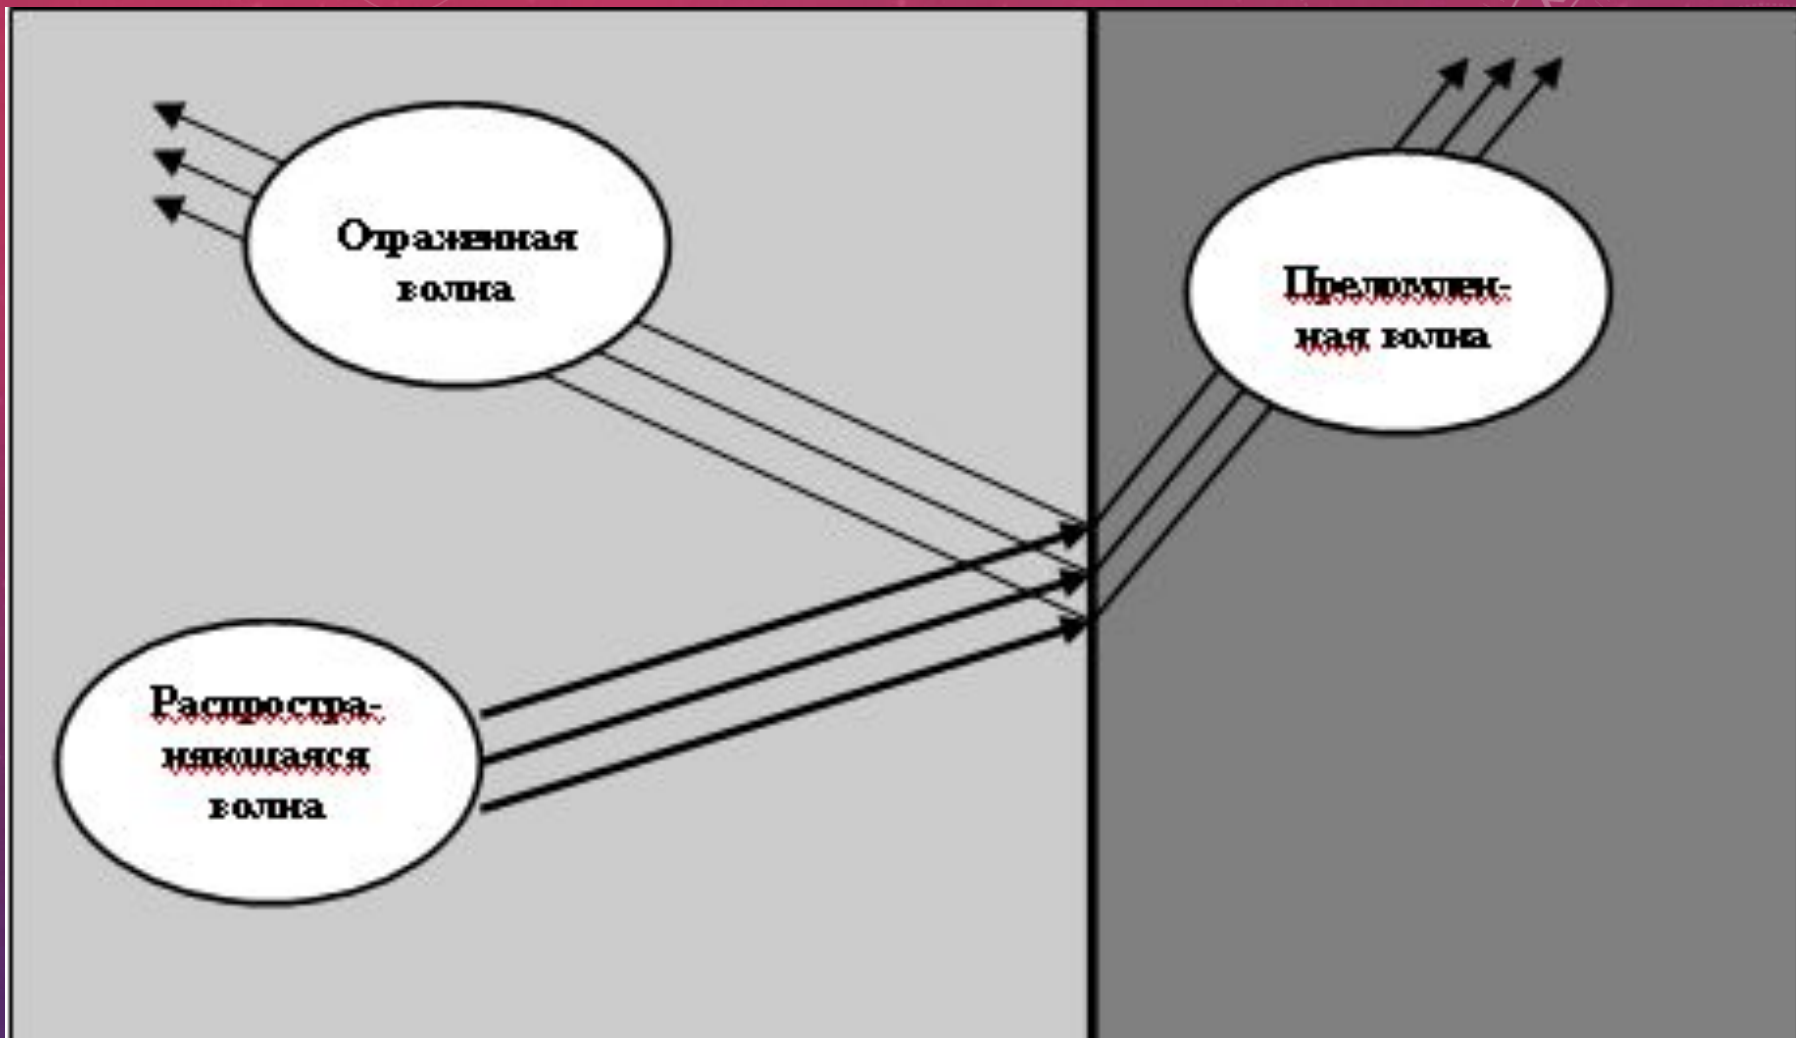 Отраженная
волна
Преломлен-
ная волна
Распростра-
няющаяся
волна